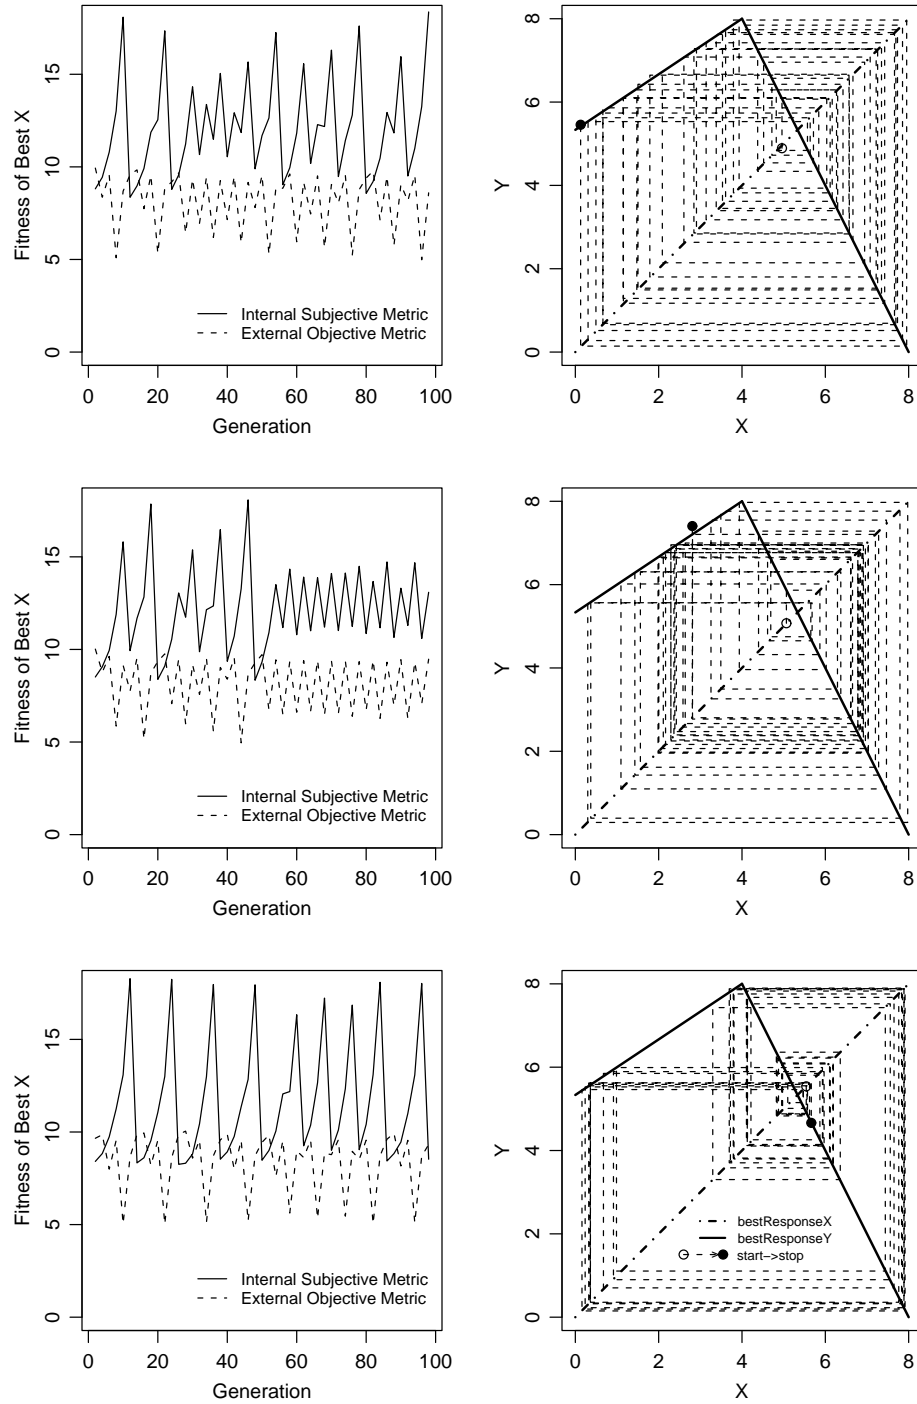 Fitness of Best X
15
10
5
0
Internal Subjective Metric
External Objective Metric
0 20 40 60 80 100
Generation
Y
8
6
4
2
0
0 2 4 6 8
X
Fitness of Best X
15
10
5
0
Internal Subjective Metric
External Objective Metric
0 20 40 60 80 100
Generation
Y
8
6
4
2
0
0 2 4 6 8
X
Fitness of Best X
15
10
5
0
Internal Subjective Metric
External Objective Metric
0 20 40 60 80 100
Generation
Y
8
6
4
2
0
bestResponseX
bestResponseY
start->stop
0 2 4 6 8
X